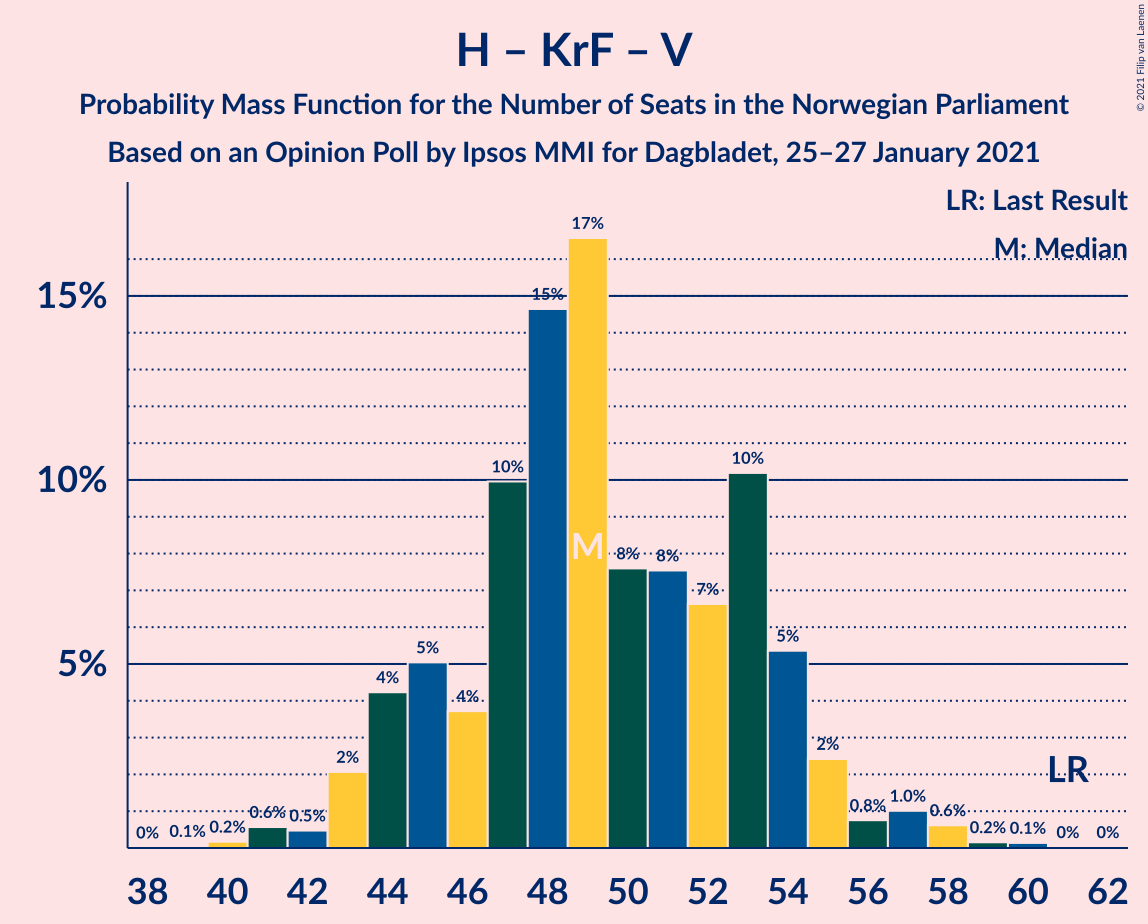 H – KrF – V
Probability Mass Function for the Number of Seats in the Norwegian Parliament
Based on an Opinion Poll by Ipsos MMI for Dagbladet, 25–27 January 2021
© 2021 Filip van Laenen
LR: Last Result
M: Median
15%
10%
5%
0% 0.1% 0.2% 0.6% 0.5% 2% 4% 5% 4% 10% 15% 17% 8% 8% 7% 10% 5% 2% 0.8% 1.0% 0.6% 0.2% 0.1% 0% 0%
M
LR
38 40 42 44 46 48 50 52 54 56 58 60 62